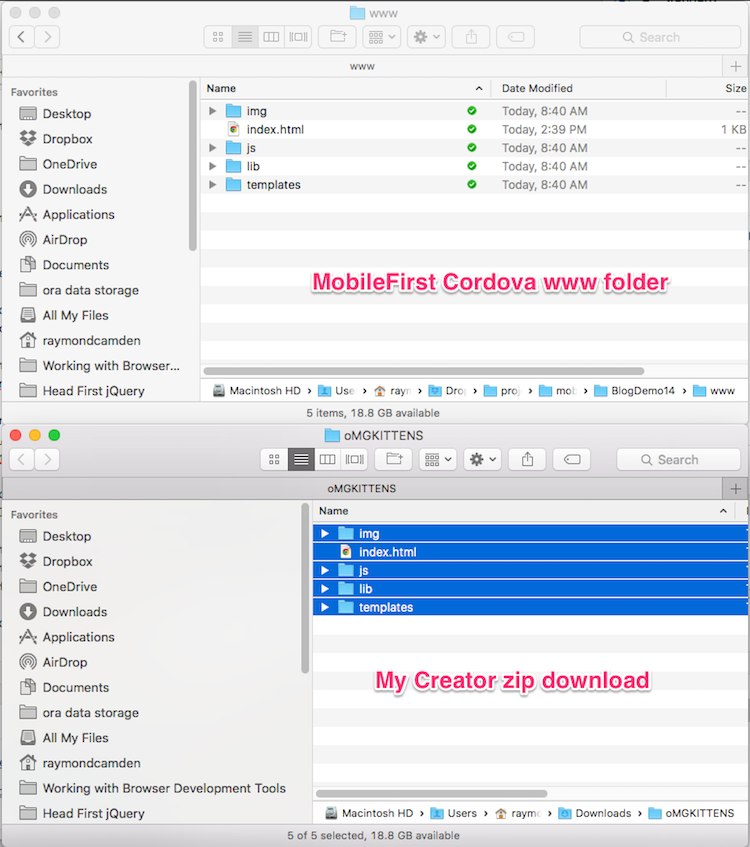 www
Search
www
Favorites
Desktop
Dropbox
OneDrive
Downloads
Applications
AirDrop
Documents
ora data storage
All My Files
raymondcamden
Working with Browser...
Head First jQuery
Name Date Modified Size
img Today, 8:40 AM --
index.html Today, 2:39 PM 1 KB
js Today, 8:40 AM --
lib Today, 8:40 AM --
templates Today, 8:40 AM --
MobileFirst Cordova www folder
Macintosh HD › Use › rayn › Dro › proj › mob › BlogDemo14 › www
5 items, 18.8 GB available
oMGKITTENS
Search
oMGKITTENS
Favorites
Desktop
Dropbox
OneDrive
Downloads
Applications
AirDrop
Documents
ora data storage
All My Files
raymondcamden
Working with Browser Development Tools
Head First jQuery
Name
img
index.html
js
lib
templates
My Creator zip download
Macintosh HD › Users › raym › Downloads › oMGKITTENS
5 of 5 selected, 18.8 GB available